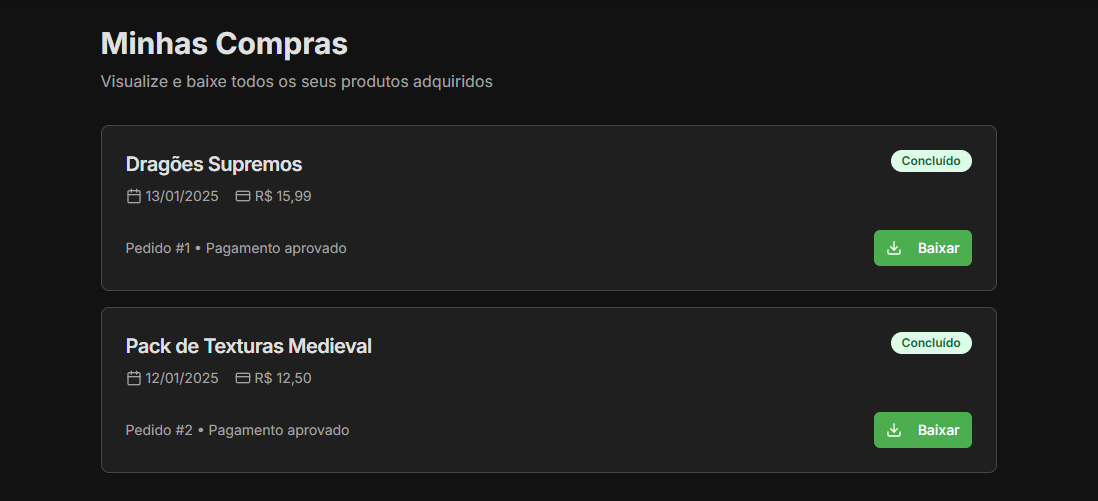 Minhas Compras
Visualize e baixe todos os seus produtos adquiridos
Dragões Supremos
Concluído
13/01/2025 R$ 15,99
Pedido #1 • Pagamento aprovado
Baixar
Pack de Texturas Medieval
Concluído
12/01/2025 R$ 12,50
Pedido #2 • Pagamento aprovado
Baixar